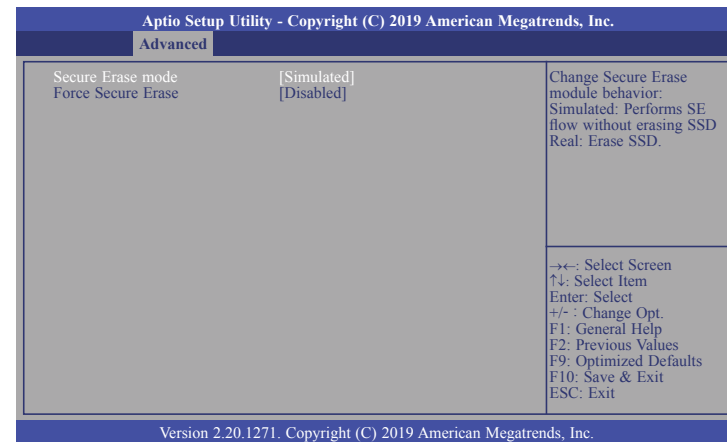 Aptio Setup Utility - Copyright (C) 2019 American Megatrends, Inc.
Advanced
Secure Erase mode [Simulated]
Force Secure Erase [Disabled]
Change Secure Erase
module behavior:
Simulated: Performs SE
flow without erasing SSD
Real: Erase SSD.
→←: Select Screen
↑↓: Select Item
Enter: Select
+/- : Change Opt.
F1: General Help
F2: Previous Values
F9: Optimized Defaults
F10: Save & Exit
ESC: Exit
Version 2.20.1271. Copyright (C) 2019 American Megatrends, Inc.